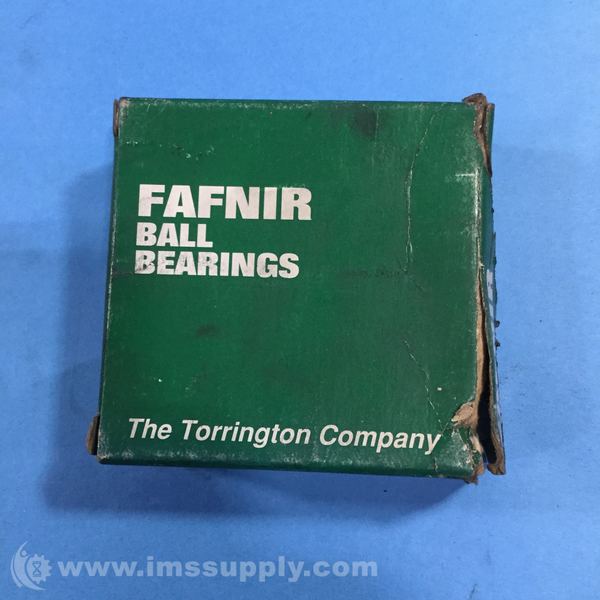 FAFNIR
BALL
BEARINGS
The Torrington Company
www.imssupply.com